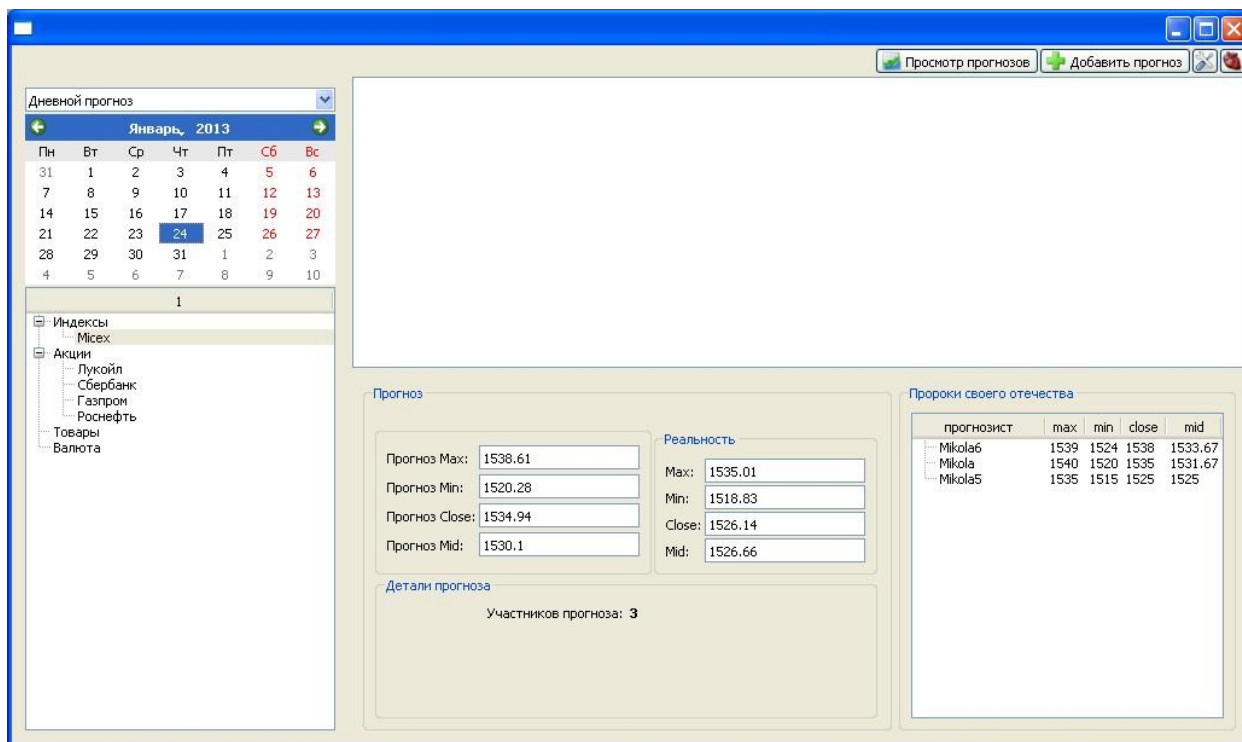 Просмотр прогнозов Добавить прогноз
Дневной прогноз
Январь, 2013
Пн Вт Ср Чт Пт Сб Вс
31 1 2 3 4 5 6
7 8 9 10 11 12 13
14 15 16 17 18 19 20
21 22 23 24 25 26 27
28 29 30 31 1 2 3
4 5 6 7 8 9 10
1
Индексы
Micex
Акции
Лукойл
Сбербанк
Газпром
Роснефть
Товары
Валюта
Прогноз
Прогноз Max: 1538.61
Прогноз Min: 1520.28
Прогноз Close: 1534.94
Прогноз Mid: 1530.1
Реальность
Max: 1535.01
Min: 1518.83
Close: 1526.14
Mid: 1526.66
Детали прогноза
Участников прогноза: 3
Пророки своего отечества
прогнозист max min close mid
Mikola6 1539 1524 1538 1533.67
Mikola 1540 1520 1535 1531.67
Mikola5 1535 1515 1525 1525